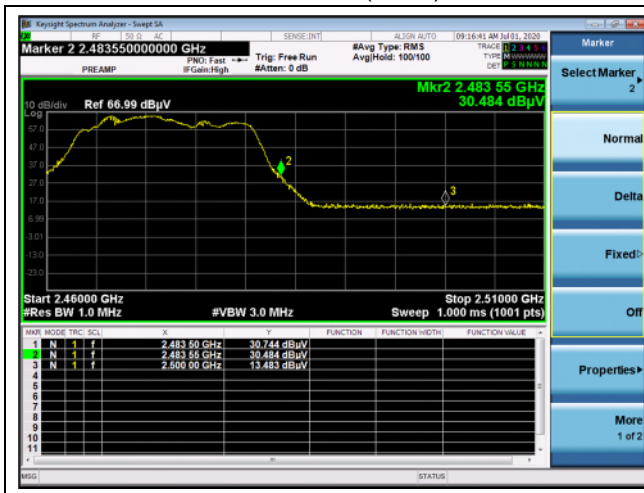 Keysight Spectrum Analyzer - Swept SA
RF 50 Ω AC SENSE:INT ALIGN AUTO 09:16:41 AM Jul 01, 2020
Marker 2 2.483550000000 GHz
PREAMP
PNO: Fast
IFGain:High
Trig: Free Run
#Atten: 0 dB
#Avg Type: RMS
Avg|Hold: 100/100
TRACE 1 2 3 4 5 6
TYPE M
DET P S N N N N
Mkr2 2.483 55 GHz
30.484 dBµV
10 dB/div Ref 66.99 dBµV
Log
57.0
47.0
37.0
27.0
17.0
6.99
-3.01
-13.0
-23.0
2
3
Start 2.46000 GHz
Stop 2.51000 GHz
#Res BW 1.0 MHz #VBW 3.0 MHz Sweep 1.000 ms (1001 pts)
MKR MODE TRC SCL X Y FUNCTION FUNCTION WIDTH FUNCTION VALUE
1 N 1 f 2.483 50 GHz 30.744 dBµV
2 N 1 f 2.483 55 GHz 30.484 dBµV
3 N 1 f 2.500 00 GHz 13.483 dBµV
4
5
6
7
8
9
10
11
MSG STATUS
Marker
Select Marker
2
Normal
Delta
Fixed
Off
Properties
More
1 of 2